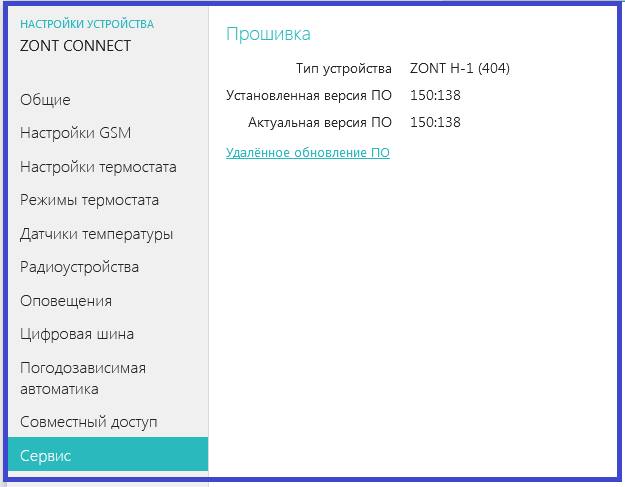 НАСТРОЙКИ УСТРОЙСТВА
ZONT CONNECT
Общие
Настройки GSM
Настройки термостата
Режимы термостата
Датчики температуры
Радиоустройства
Оповещения
Цифровая шина
Погодозависимая
автоматика
Совместный доступ
Сервис
Прошивка
Тип устройства ZONT H-1 (404)
Установленная версия ПО 150:138
Актуальная версия ПО 150:138
Удалённое обновление ПО